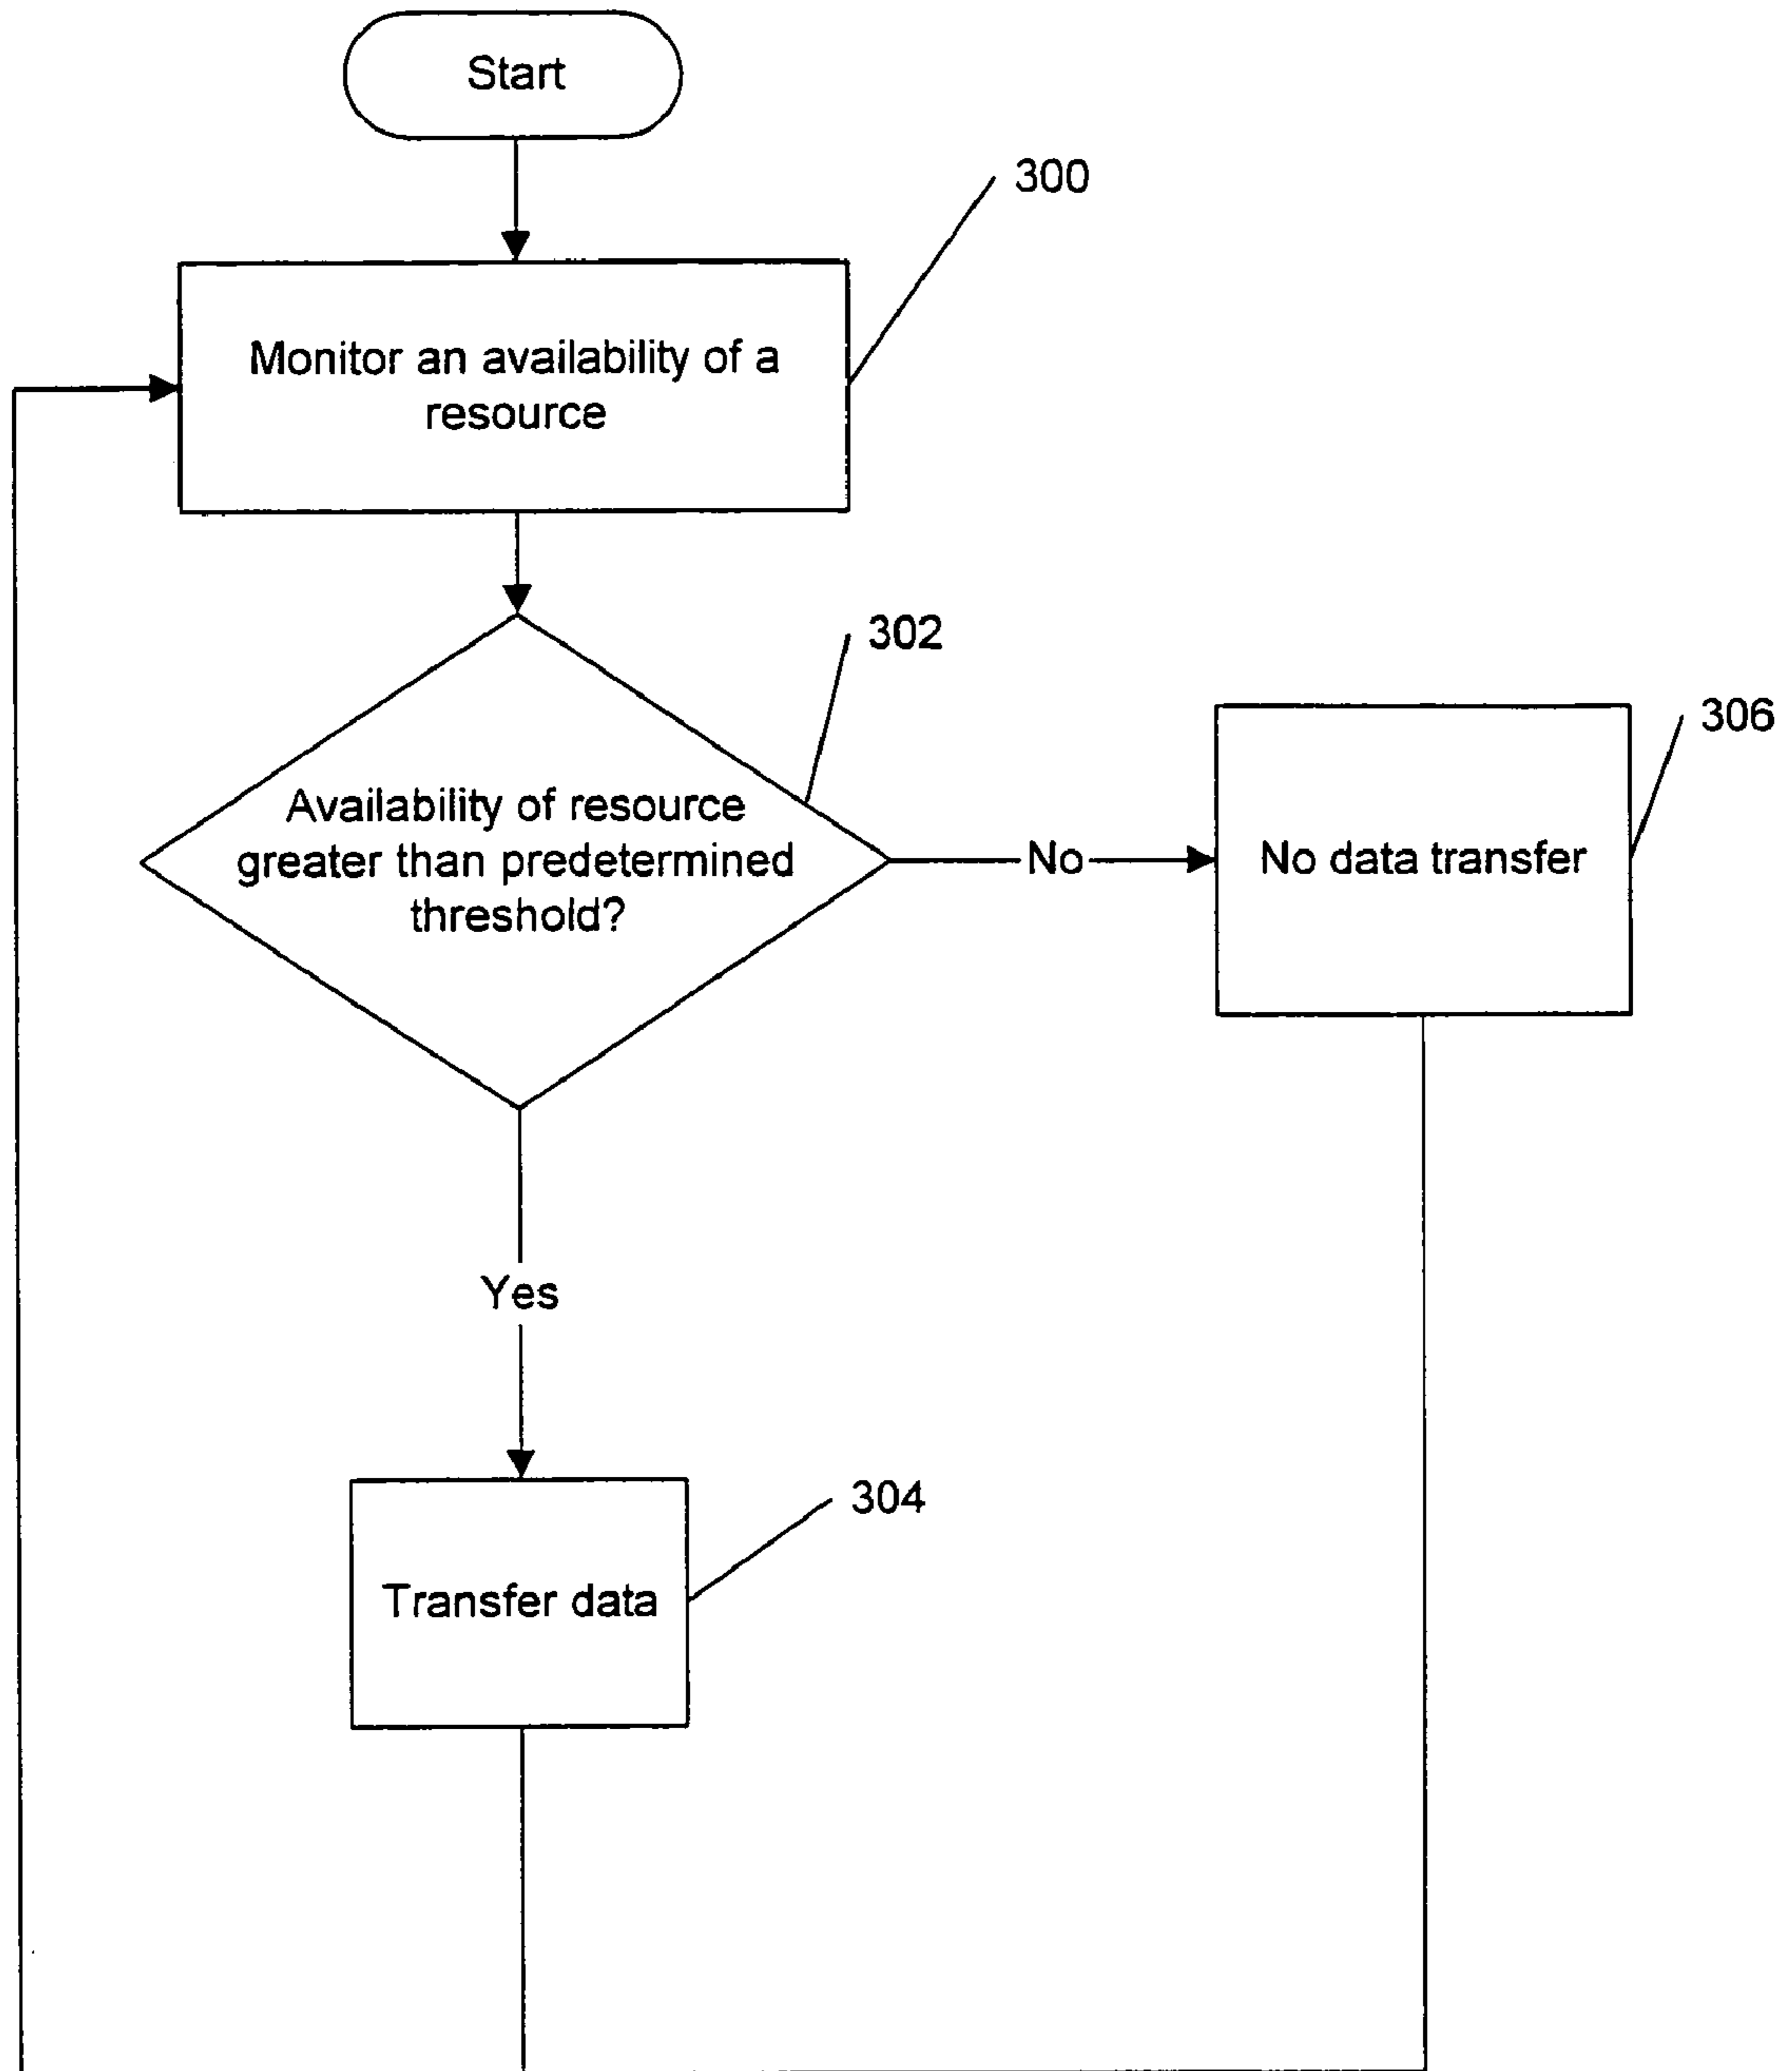 Start
300
Monitor an availability of a
resource
302
306
Availability of resource
greater than predetermined
threshold?
No
No data transfer
Yes
304
Transfer data